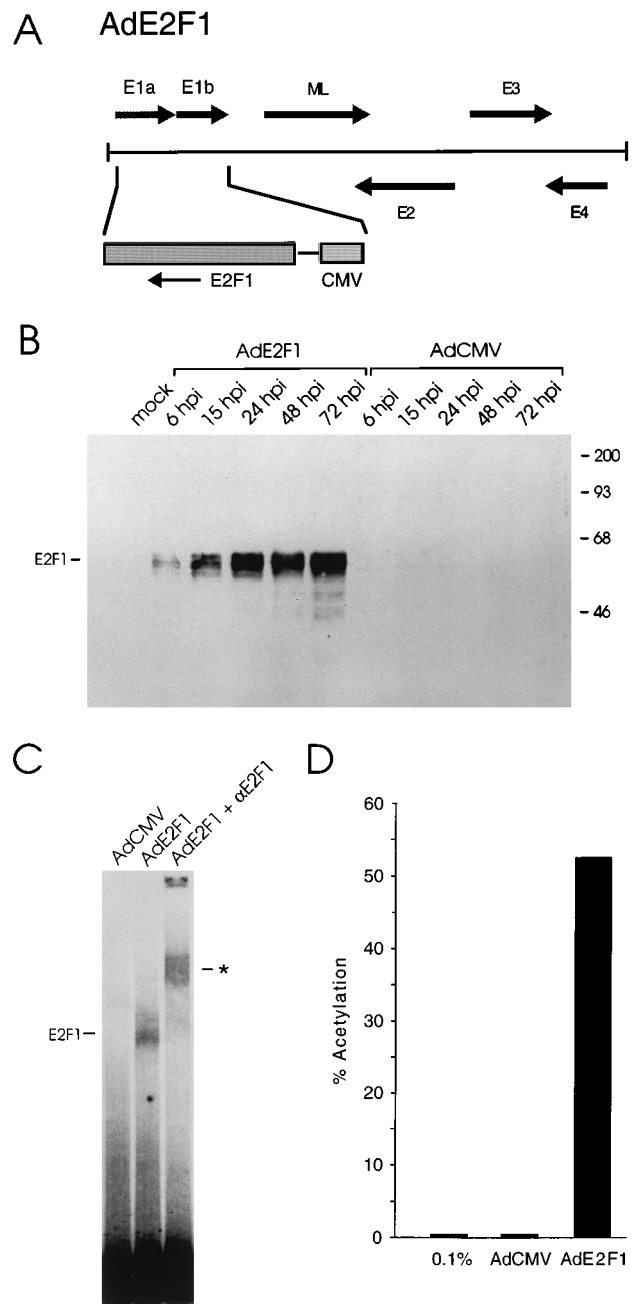 A AdE2F1
E1a E1b ML E3
E2 E4
E2F1 CMV
B
AdE2F1 AdCMV
mock 6 hpi 15 hpi 24 hpi 48 hpi 72 hpi 6 hpi 15 hpi 24 hpi 48 hpi 72 hpi
- 200
- 93
- 68
E2F1 -
- 46
C
AdCMV AdE2F1 AdE2F1 + αE2F1
- *
E2F1 -
D
60
50
40
30
20
10
0
% Acetylation
0.1% AdCMV AdE2F1